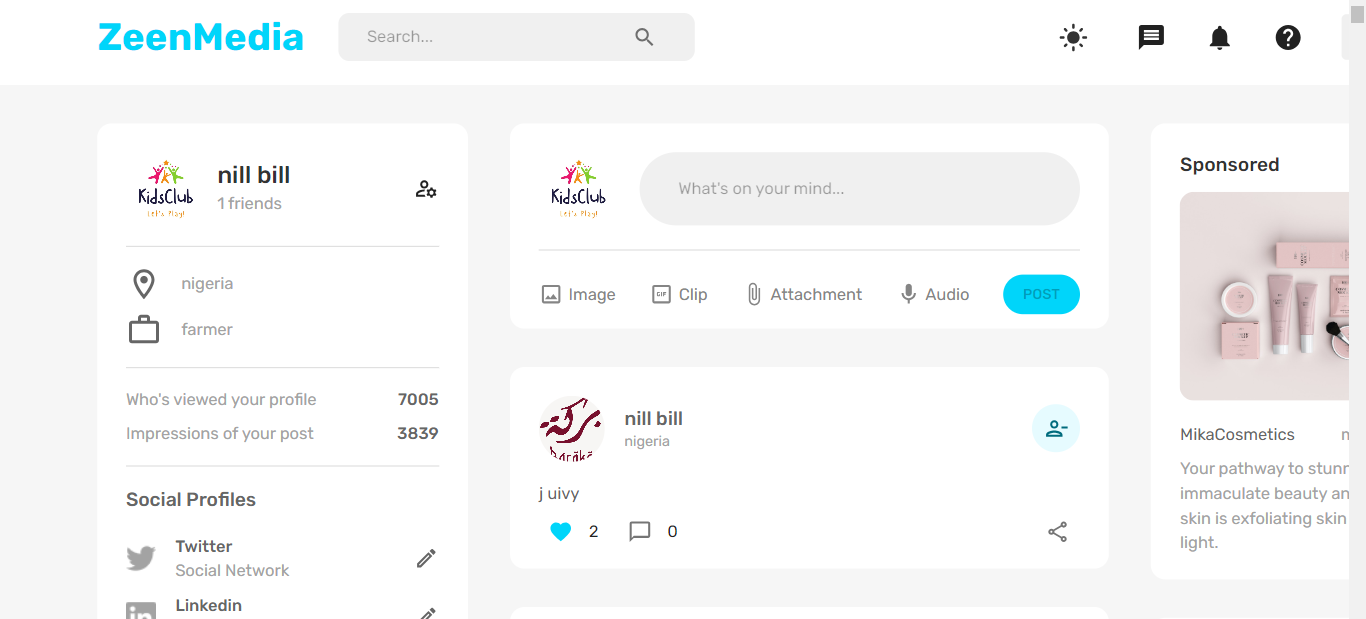 ZeenMedia
Search...
nill bill
1 friends
KidsClub
Let's Play!
nigeria
farmer
Who's viewed your profile 7005
Impressions of your post 3839
Social Profiles
Twitter
Social Network
Linkedin
KidsClub
Let's Play!
What's on your mind...
Image
GIF Clip
Attachment
Audio
POST
nill bill
nigeria
بركة
baraka
j uivy
2
0
Sponsored
MikaCosmetics
Your pathway to
immaculate beauty
skin is exfoliating skin
light.